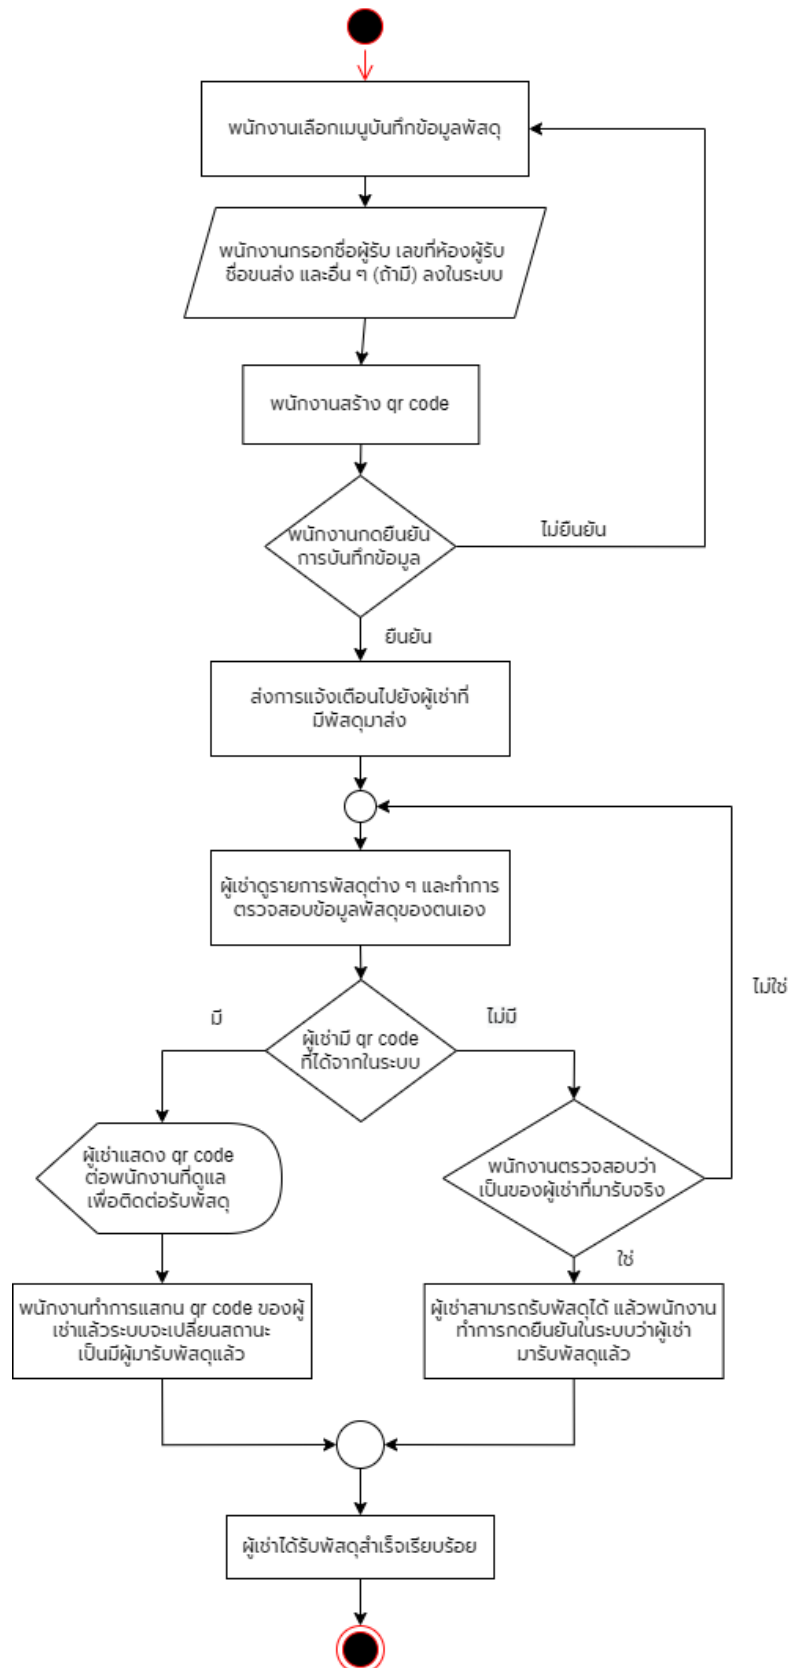 พนักงานเลือกเมนูบันทึกข้อมูลพัสดุ
พนักงานกรอกชื่อผู้รับ เลขที่ห้องผู้รับ
ชื่อขนส่ง และอื่น ๆ (ถ้ามี) ลงในระบบ
พนักงานสร้าง qr code
พนักงานกดยืนยัน
การบันทึกข้อมูล
ไม่ยืนยัน
ยืนยัน
ส่งการแจ้งเตือนไปยังผู้เช่าที่
มีพัสดุมาส่ง
ผู้เช่าดูรายการพัสดุต่าง ๆ และทำการ
ตรวจสอบข้อมูลพัสดุของตนเอง
ไม่ใช่
มี
ไม่มี
ผู้เช่ามี qr code
ที่ได้จากในระบบ
ผู้เช่าแสดง qr code
ต่อพนักงานที่ดูแล
เพื่อติดต่อรับพัสดุ
พนักงานตรวจสอบว่า
เป็นของผู้เช่าที่มารับจริง
ใช่
พนักงานทำการแสกน qr code ของผู้
เช่าแล้วระบบจะเปลี่ยนสถานะ
เป็นมีผู้มารับพัสดุแล้ว
ผู้เช่าสามารถรับพัสดุได้ แล้วพนักงาน
ทำการกดยืนยันในระบบว่าผู้เช่า
มารับพัสดุแล้ว
ผู้เช่าได้รับพัสดุสำเร็จเรียบร้อย